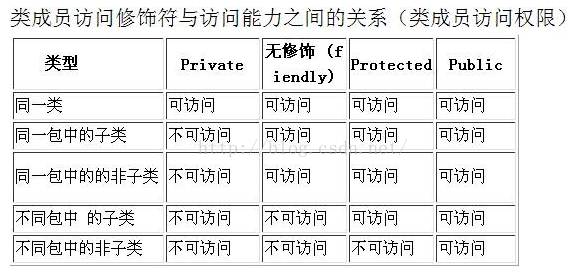 类成员访问修饰符与访问能力之间的关系（类成员访问权限）
类型 Private 无修饰（f Protected Public
iendly）
同一类 可访问 可访问 可访问 可访问
同一包中的子类 不可访问 可访问 可访问 可访问
http://blog.csdn.net/
同一包中的的非子类 不可访问 可访问 可访问 可访问
不同包中 的子类 不可访问 不可访问 可访问 可访问
不同包中的非子类 不可访问 不可访问 不可访问 可访问